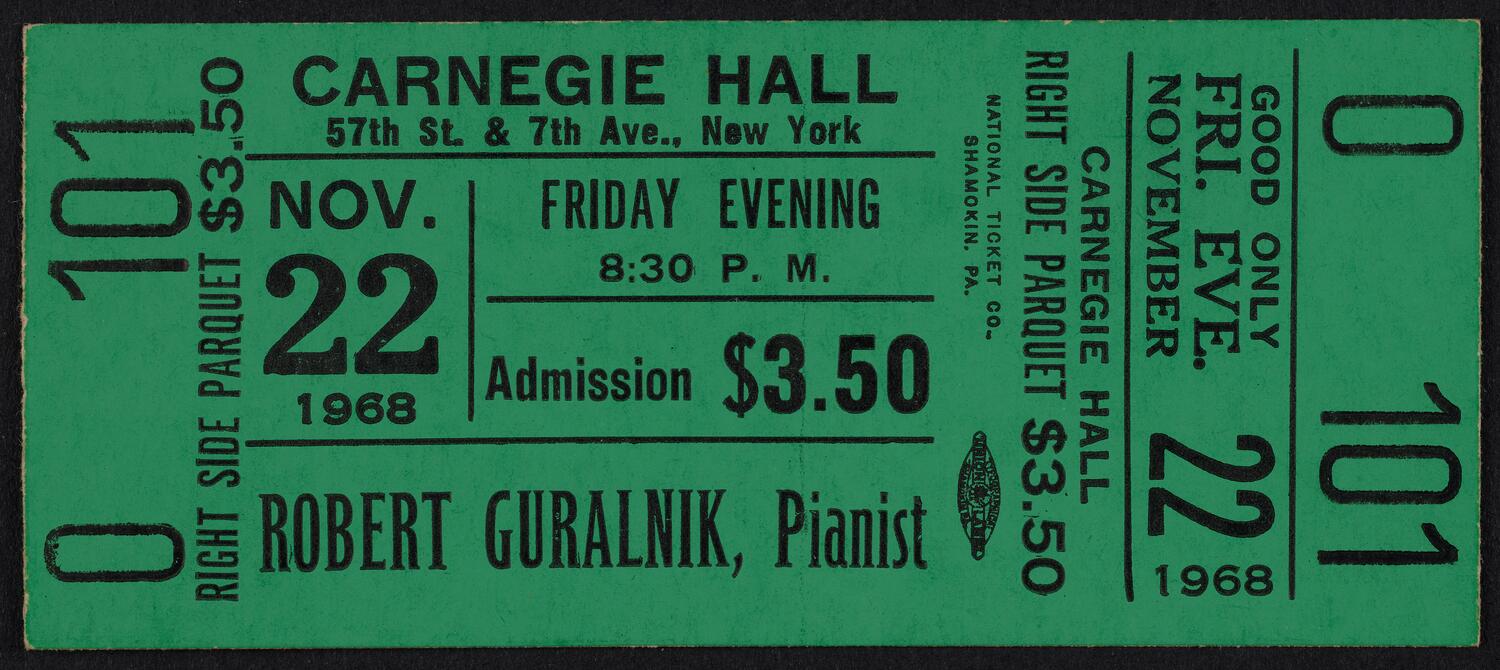 O 101
RIGHT SIDE PARQUET $3.50
CARNEGIE HALL
57th St. & 7th Ave., New York
NOV.
22
1968
FRIDAY EVENING
8:30 P. M.
Admission $3.50
ROBERT GURALNIK, Pianist
NATIONAL TICKET CO.
SHAMOKIN, PA.
RIGHT SIDE PARQUET $3.50
CARNEGIE HALL
GOOD ONLY
FRI. EVE.
NOVEMBER
22
1968
O 101